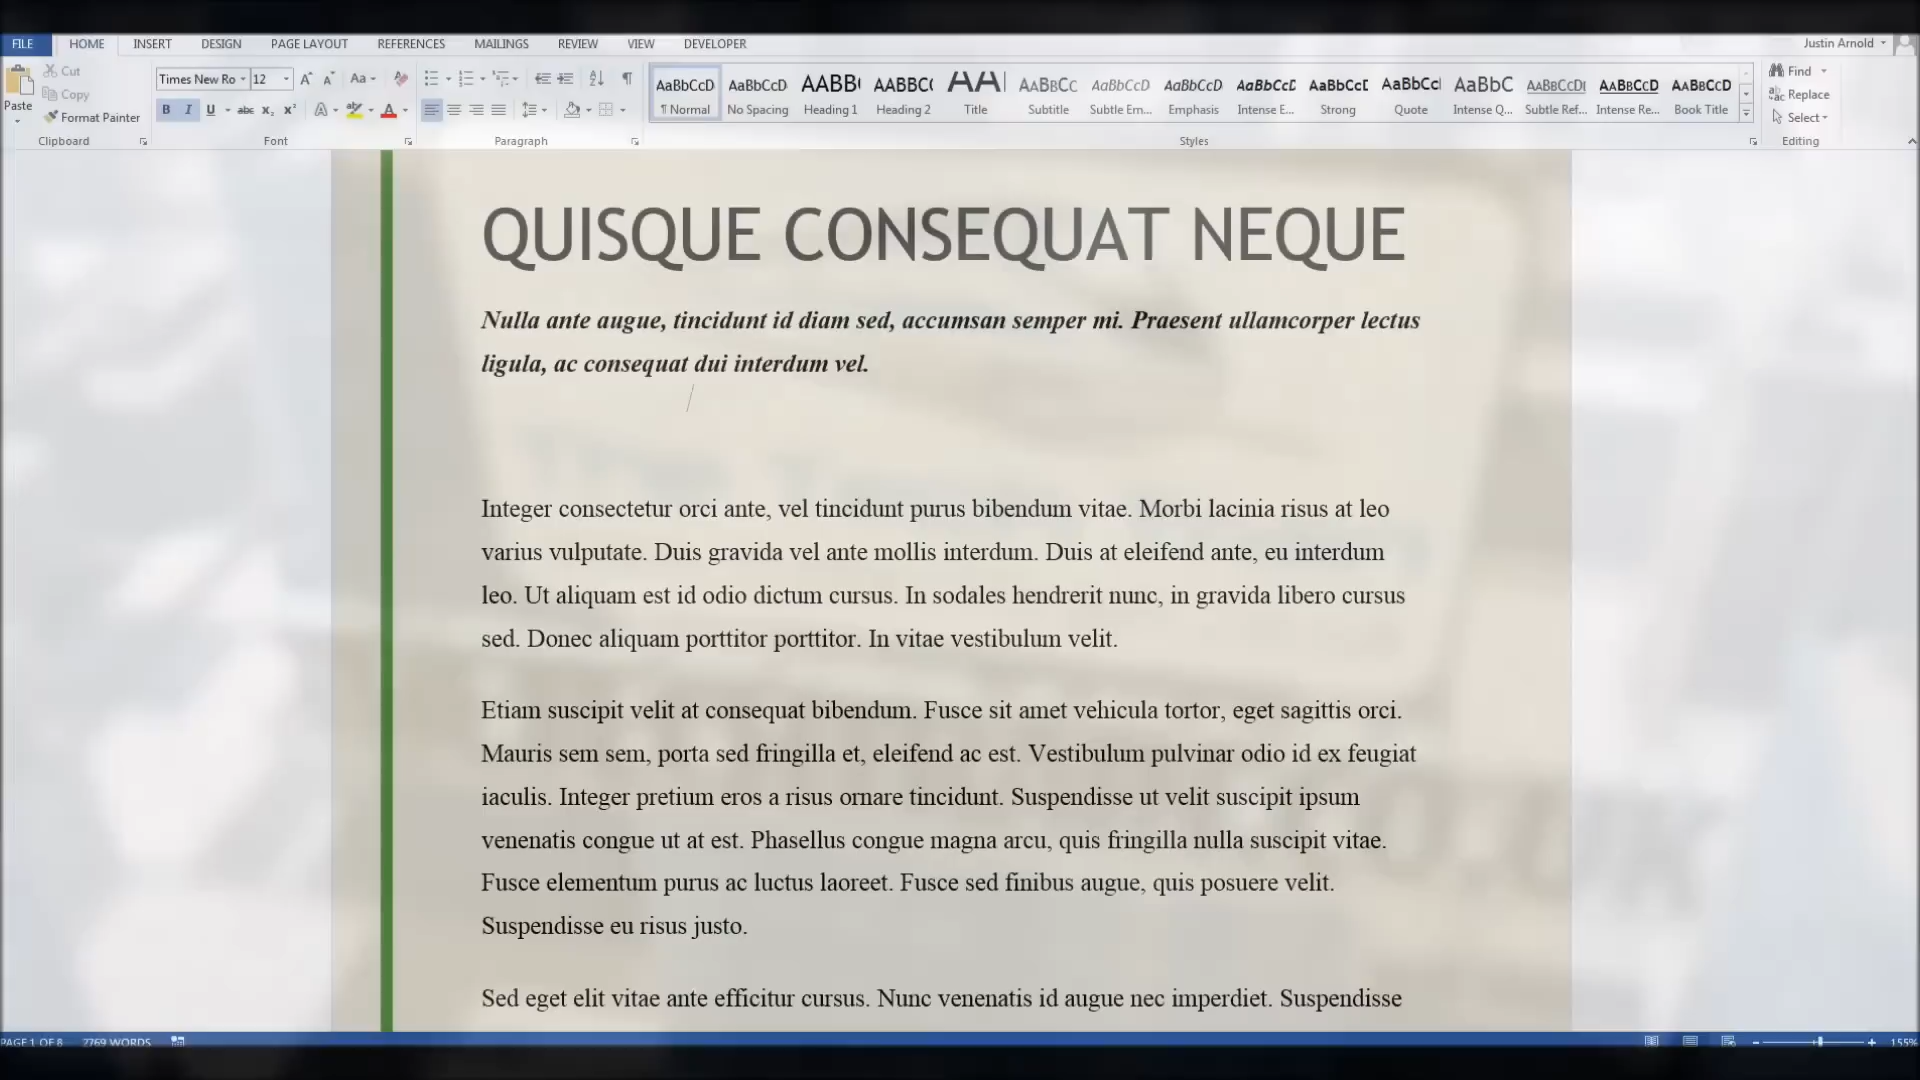 FILE HOME INSERT DESIGN PAGE LAYOUT REFERENCES MAILINGS REVIEW VIEW DEVELOPER Justin Arnold
Paste Cut
Copy
Format Painter
Clipboard
Times New Ro 12
Font
Paragraph
AaBbCcD AaBbCcD AABB AABBC AA AABBCC AaBbCcD AaBbCcD AaBbCcD AaBbCcD AaBbCcI AaBbC AABBCCD AABBCCD AABBCCD
¶ Normal No Spacing Heading 1 Heading 2 Title Subtitle Subtle Em... Emphasis Intense E... Strong Quote Intense Q... Subtle Ref... Intense Re... Book Title
Styles
Find
Replace
Select
Editing
QUISQUE CONSEQUAT NEQUE
Nulla ante augue, tincidunt id diam sed, accumsan semper mi. Praesent ullamcorper lectus
ligula, ac consequat dui interdum vel.
Integer consectetur orci ante, vel tincidunt purus bibendum vitae. Morbi lacinia risus at leo
varius vulputate. Duis gravida vel ante mollis interdum. Duis at eleifend ante, eu interdum
leo. Ut aliquam est id odio dictum cursus. In sodales hendrerit nunc, in gravida libero cursus
sed. Donec aliquam porttitor porttitor. In vitae vestibulum velit.
Etiam suscipit velit at consequat bibendum. Fusce sit amet vehicula tortor, eget sagittis orci.
Mauris sem sem, porta sed fringilla et, eleifend ac est. Vestibulum pulvinar odio id ex feugiat
iaculis. Integer pretium eros a risus ornare tincidunt. Suspendisse ut velit suscipit ipsum
venenatis congue ut at est. Phasellus congue magna arcu, quis fringilla nulla suscipit vitae.
Fusce elementum purus ac luctus laoreet. Fusce sed finibus augue, quis posuere velit.
Suspendisse eu risus justo.
Sed eget elit vitae ante efficitur cursus. Nunc venenatis id augue nec imperdiet. Suspendisse
PAGE 1 OF 8 2769 WORDS 155%